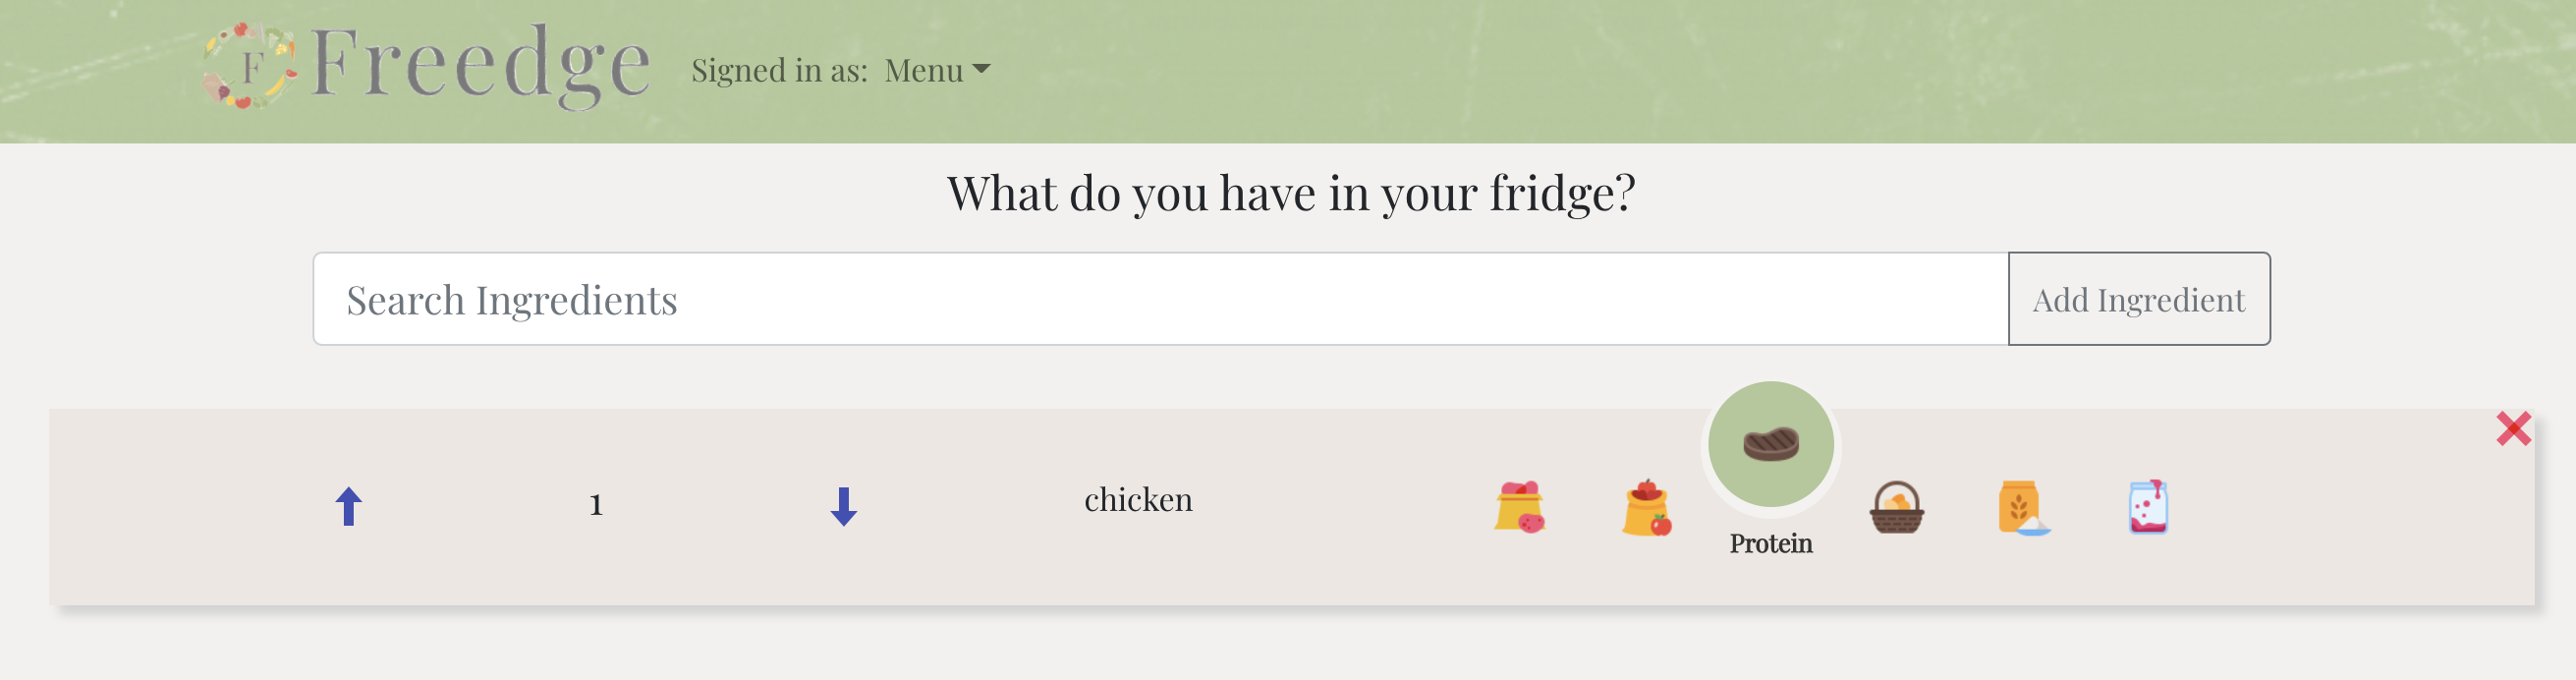 F Freedge
Signed in as: Menu
What do you have in your fridge?
Search Ingredients
Add Ingredient
1
chicken
Protein